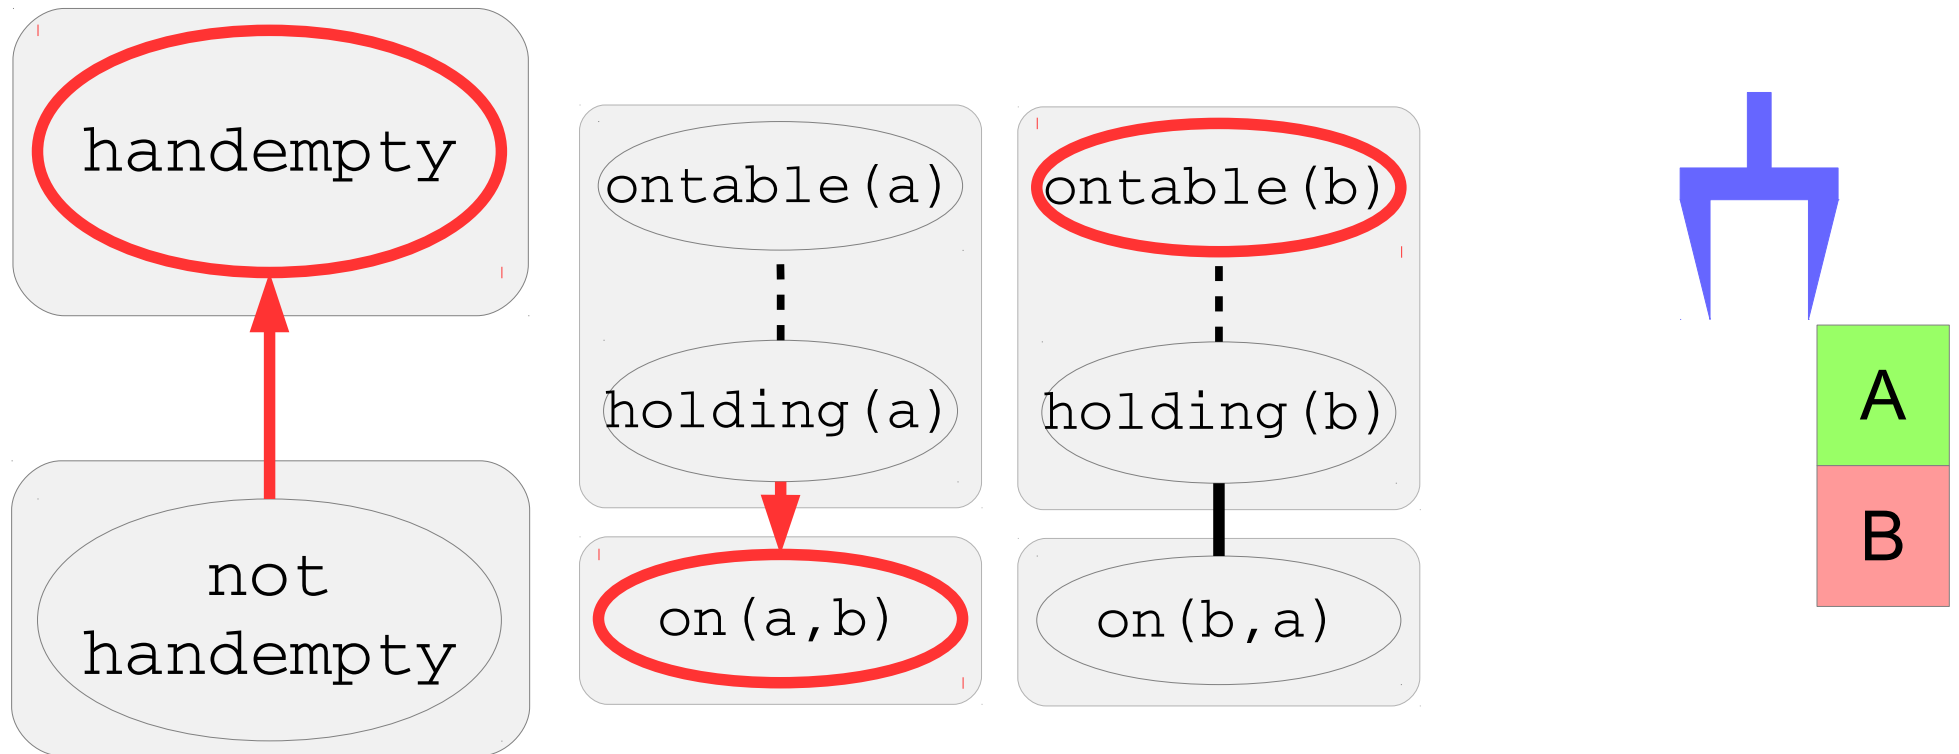 handempty
not
handempty
ontable(a)
holding(a)
on(a,b)
ontable(b)
holding(b)
on(b,a)
A
B